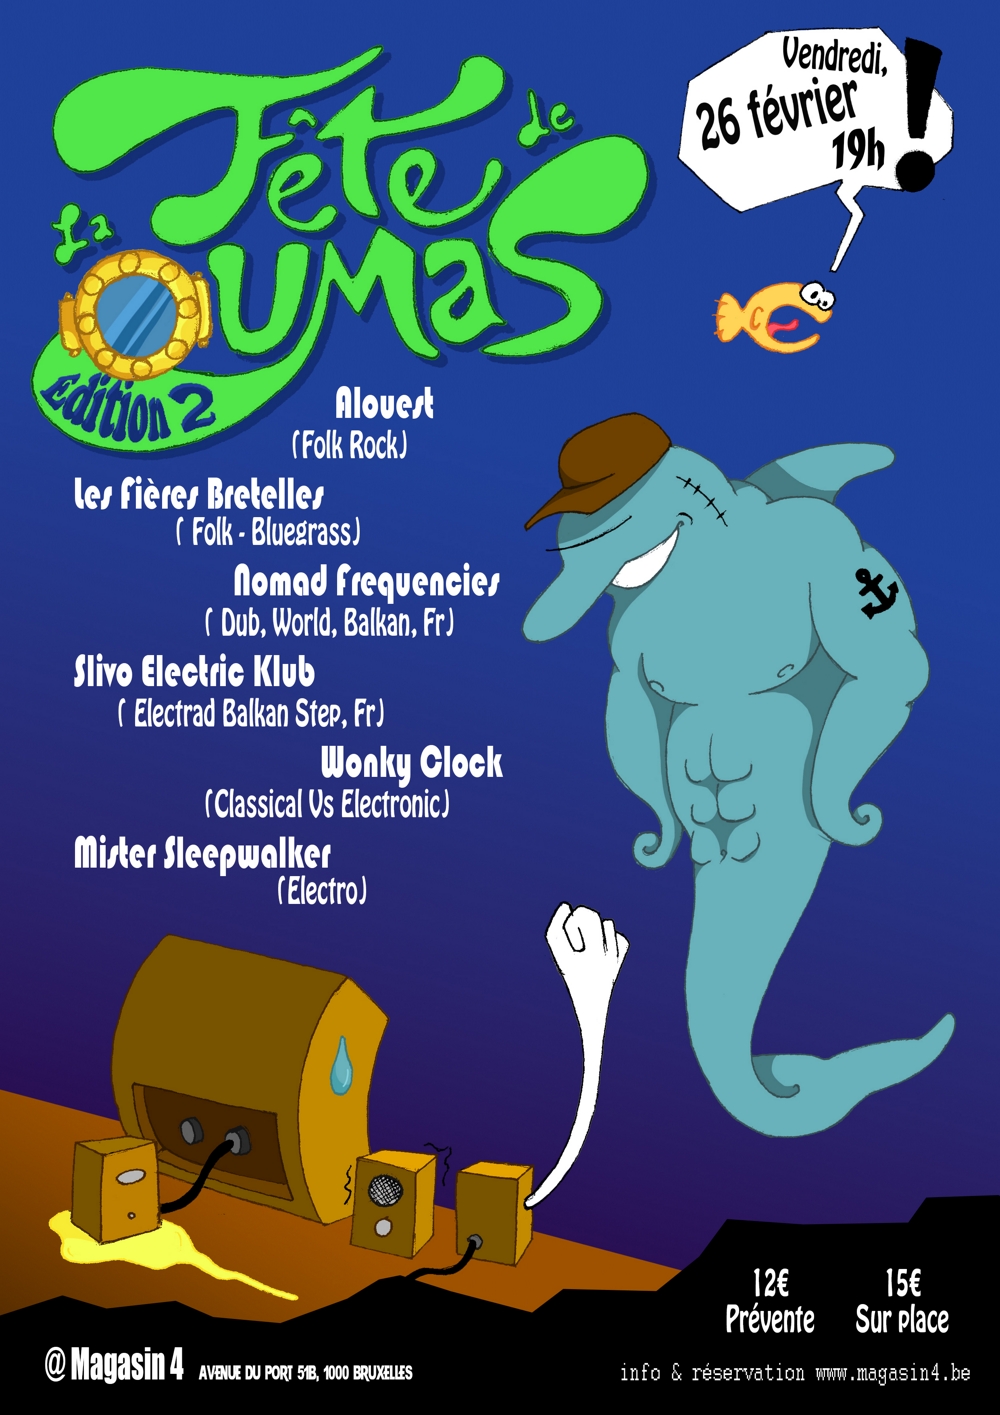 Vendredi,
26 février
19h
!
La Fête de
Oumas
Edition 2
Alouest
(Folk Rock)
Les Fières Bretelles
( Folk - Bluegrass)
Nomad Frequencies
( Dub, World, Balkan, Fr)
Slivo Electric Klub
( Electrad Balkan Step, Fr)
Wonky Clock
(Classical Vs Electronic)
Mister Sleepwalker
(Electro)
12€
Prévente
15€
Sur place
@ Magasin 4 AVENUE DU PORT 51B, 1000 BRUXELLES
info & réservation www.magasin4.be